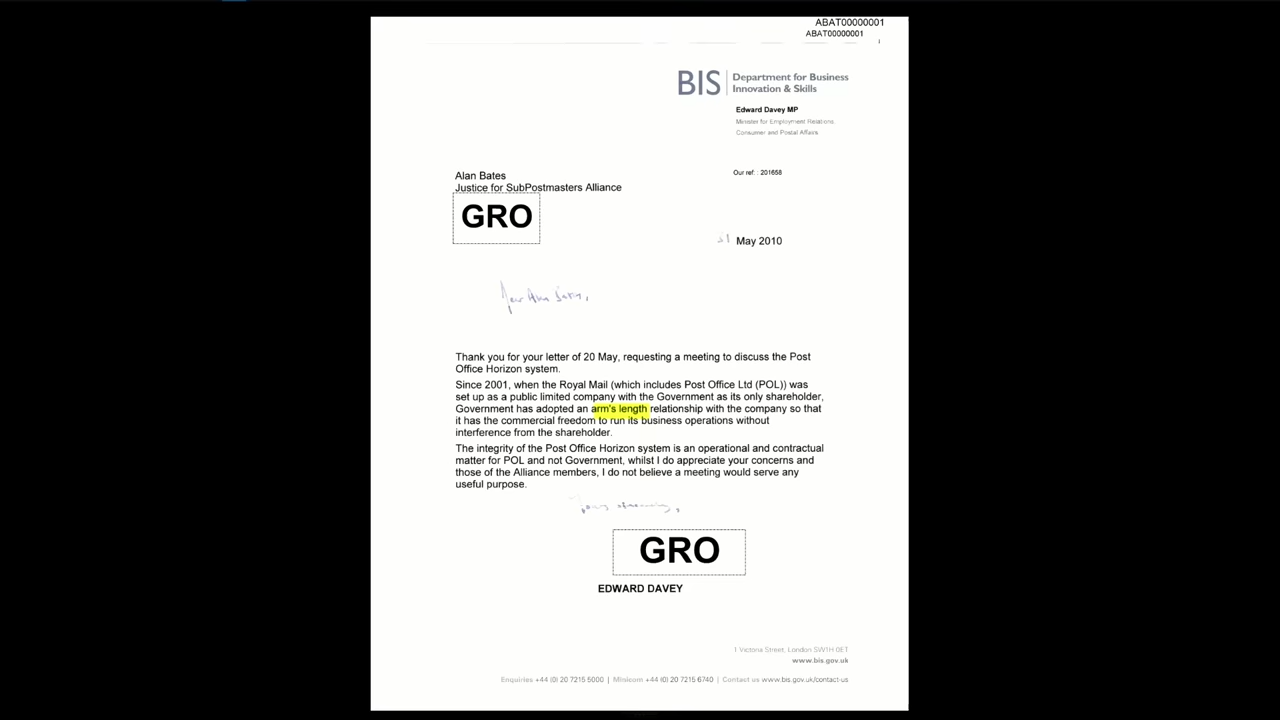 ABAT00000001
ABAT00000001
BIS
Department for Business
Innovation & Skills
Edward Davey MP
Minister for Employment Relations,
Consumer and Postal Affairs
Alan Bates
Our ref: : 201658
Justice for SubPostmasters Alliance
GRO
May 2010
Dear Alan Bates,
Thank you for your letter of 20 May, requesting a meeting to discuss the Post
Office Horizon system.
Since 2001, when the Royal Mail (which includes Post Office Ltd (POL)) was
set up as a public limited company with the Government as its only shareholder,
Government has adopted an arm's length relationship with the company so that
it has the commercial freedom to run its business operations without
interference from the shareholder.
The integrity of the Post Office Horizon system is an operational and contractual
matter for POL and not Government, whilst I do appreciate your concerns and
those of the Alliance members, I do not believe a meeting would serve any
useful purpose.
Yours sincerely,
GRO
EDWARD DAVEY
1 Victoria Street, London SW1H 0ET
www.bis.gov.uk
Enquiries +44 (0) 20 7215 5000 | Minicom +44 (0) 20 7215 6740 | Contact us www.bis.gov.uk/contact-us